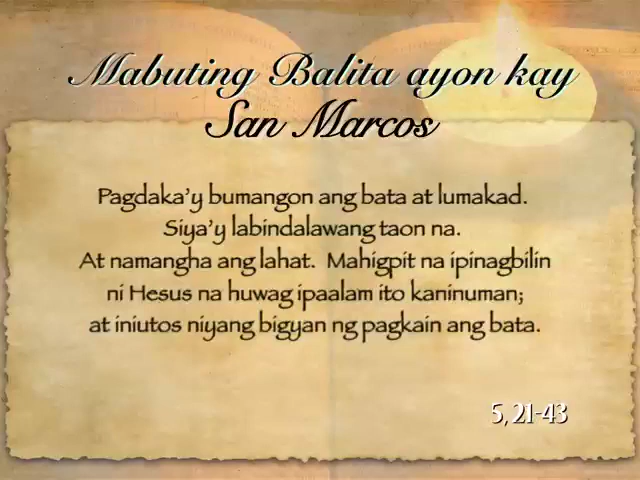 Mabuting Balita ayon kay
San Marcos
Pagdaka'y bumangon ang bata at lumakad.
Siya'y labindalawang taon na.
At namangha ang lahat. Mahigpit na ipinagbilin
ni Hesus na huwag ipaalam ito kaninuman;
at iniutos niyang bigyan ng pagkain ang bata.
5, 21-43